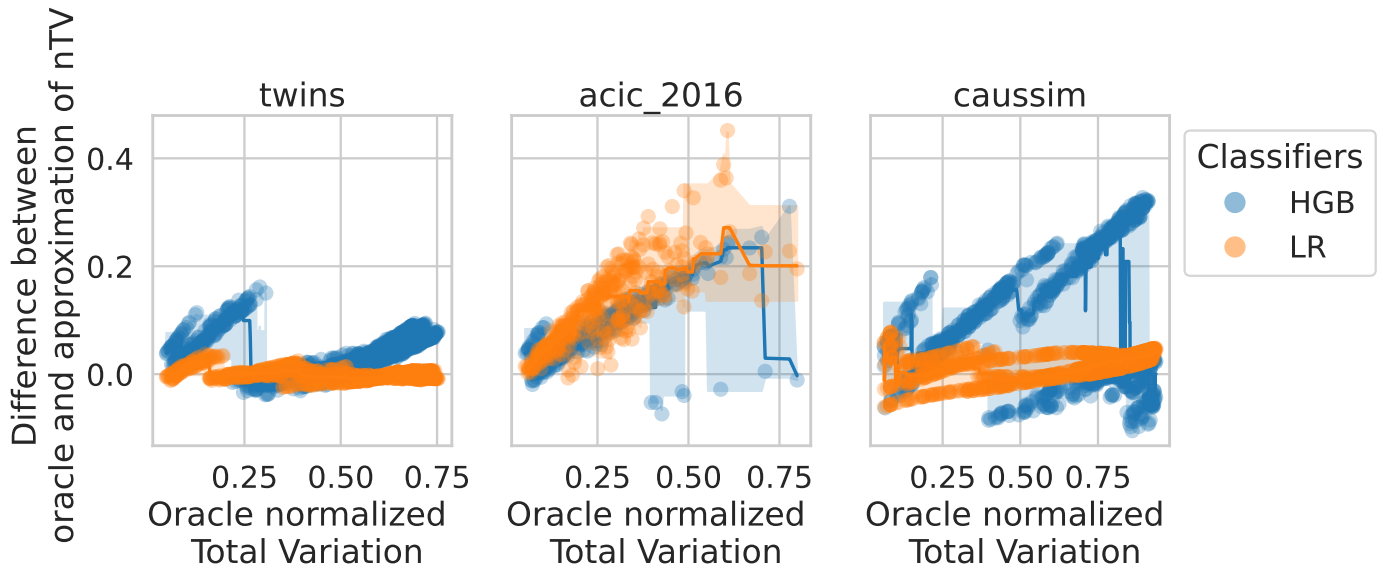 Difference between
oracle and approximation of nTV
twins
acic_2016
caussim
0.4
0.2
0.0
0.25 0.50 0.75
0.25 0.50 0.75
0.25 0.50 0.75
Oracle normalized
Total Variation
Oracle normalized
Total Variation
Oracle normalized
Total Variation
Classifiers
HGB
LR